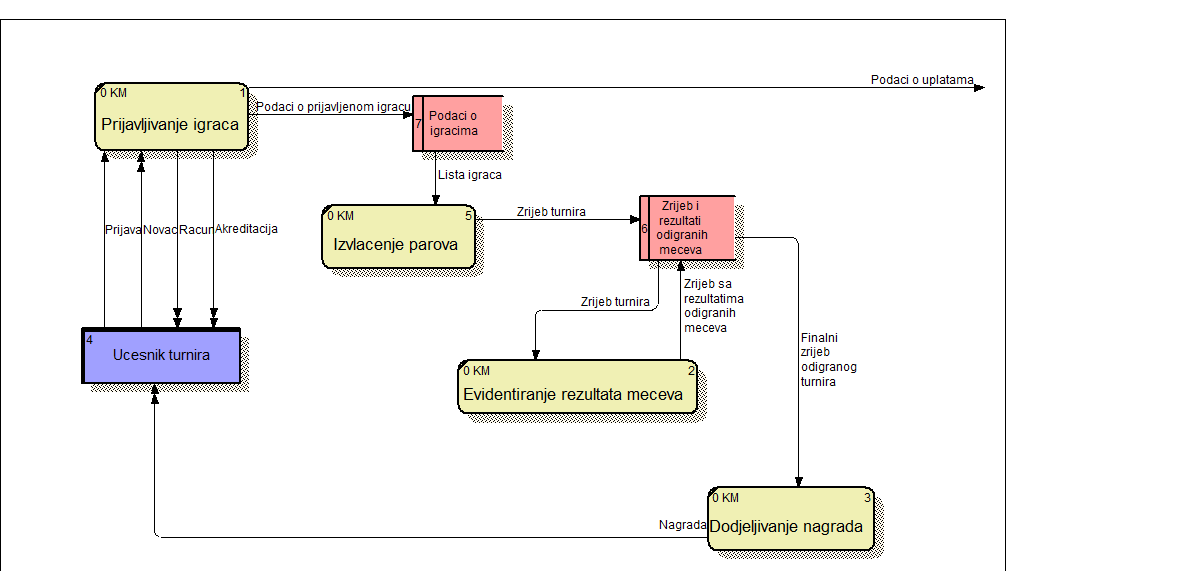 Podaci o uplatama
0 KM
1
Prijavljivanje igraca
Podaci o prijavljenom igracu
7
Podaci o
igracima
Lista igraca
0 KM
5
Izvlacenje parova
Zrijeb turnira
6
Zrijeb i
rezultati
odigranih
meceva
Prijava
Novac
Racun
Akreditacija
Zrijeb turnira
Zrijeb sa
rezultatima
odigranih
meceva
4
Ucesnik turnira
Finalni
zrijeb
odigranog
turnira
0 KM
2
Evidentiranje rezultata meceva
0 KM
3
Nagrada
Dodjeljivanje nagrada